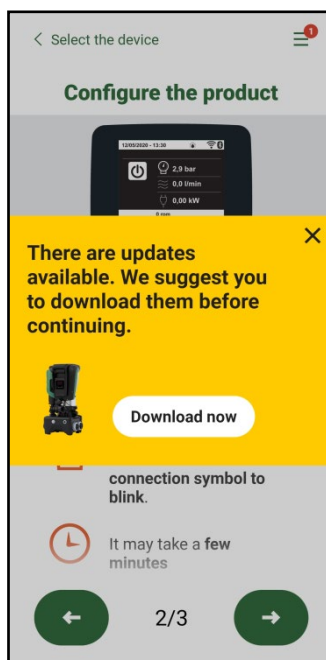 Select the device
1
Configure the product
12/03/2020 - 13:38
2,9 bar
0,0 l/min
0,00 kW
There are updates
available. We suggest you
to download them before
continuing.
Download now
connection symbol to
blink.
It may take a few
minutes
2/3